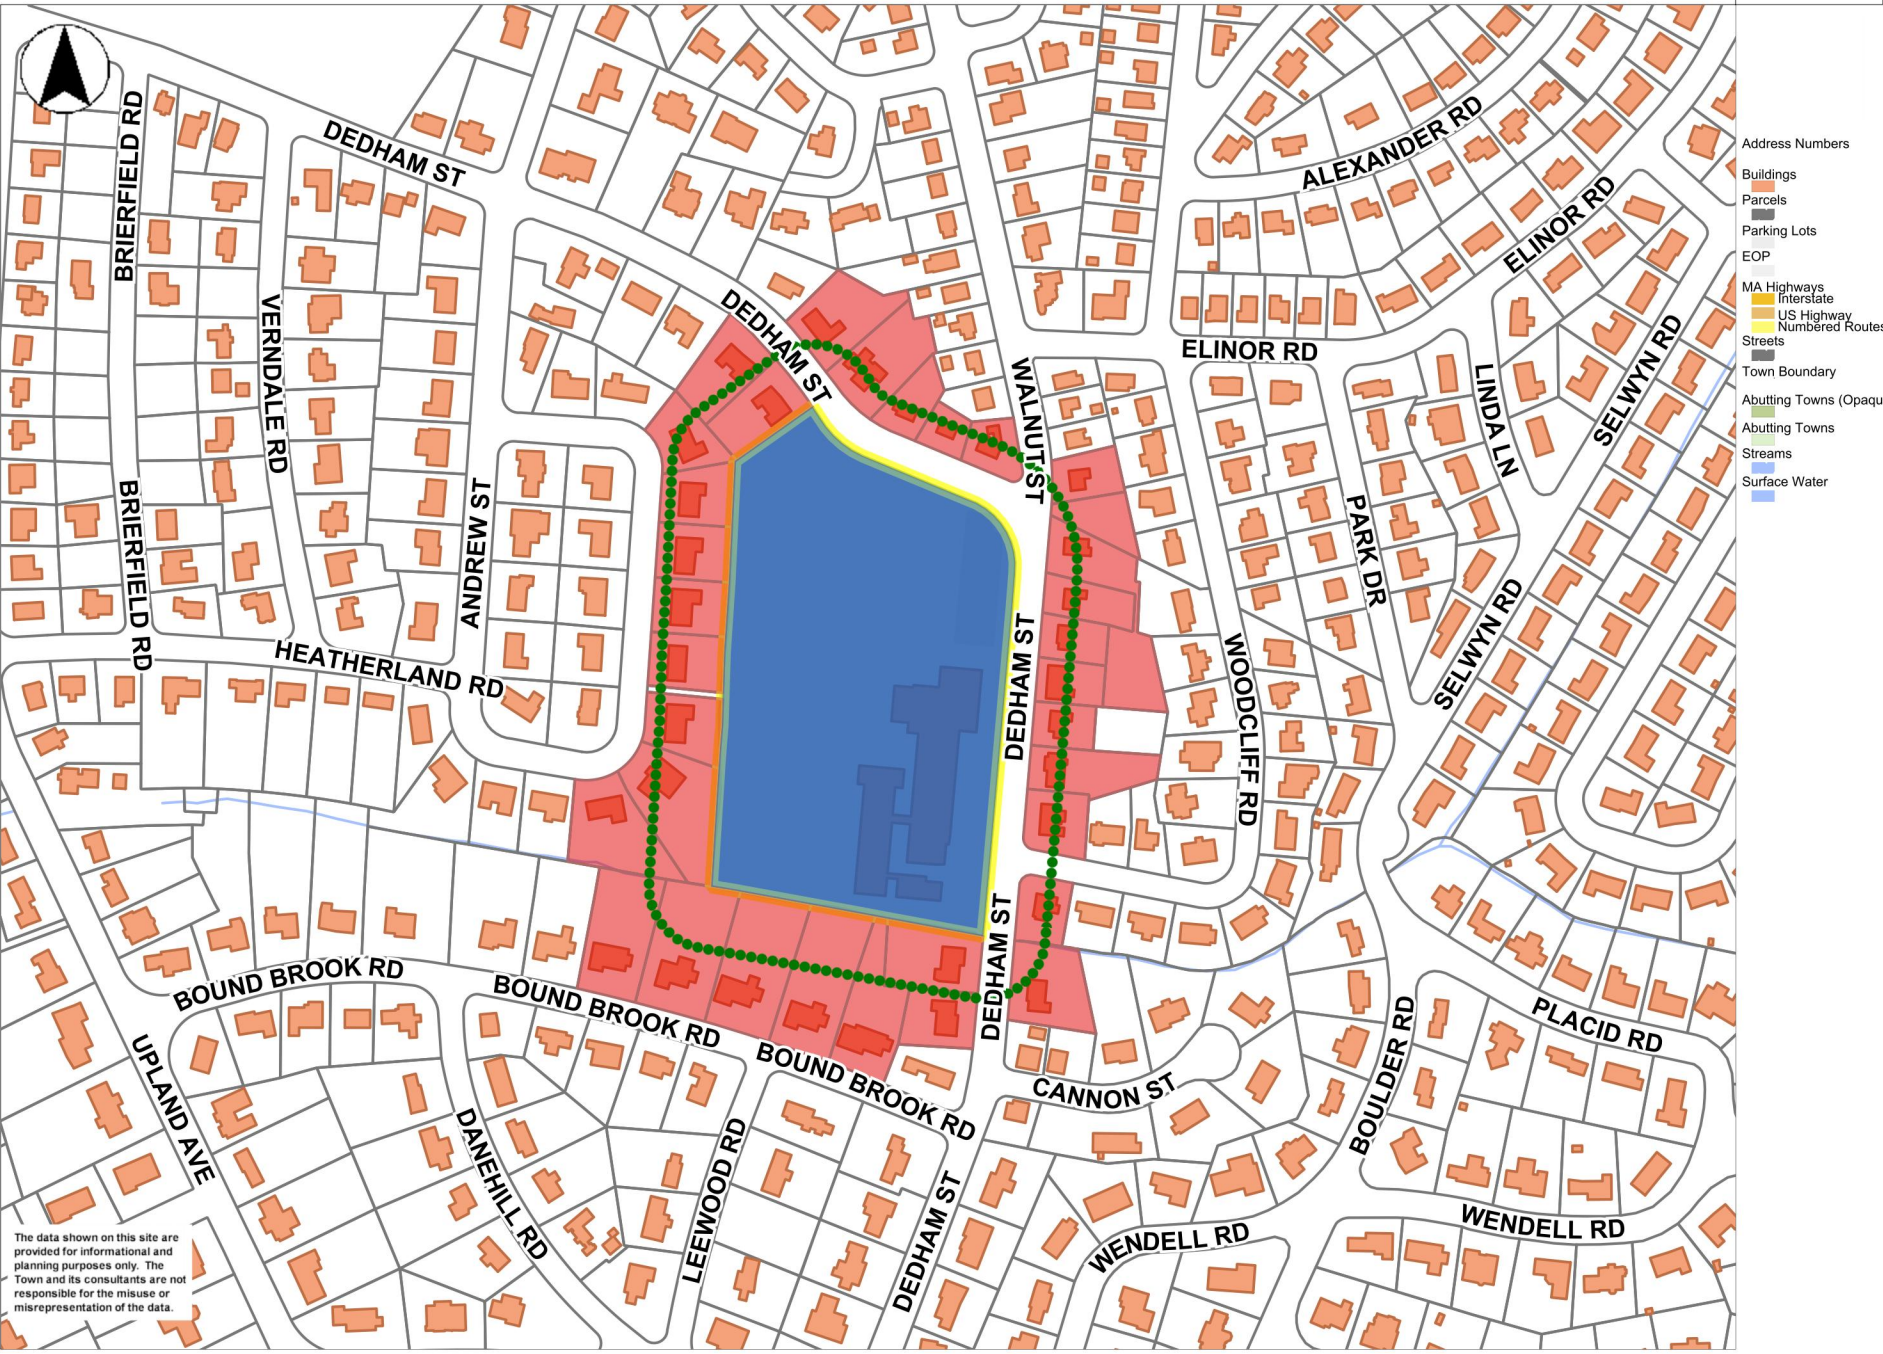 BRIERFIELD RD
DEDHAM ST
ALEXANDER RD
ELINOR RD
VERNDALE RD
DEDHAM ST
ELINOR RD
WALNUT ST
LINDA LN
SELWYN RD
BRIERFIELD RD
ANDREW ST
PARK DR
HEATHERLAND RD
DEDHAM ST
WOODCLIFF RD
SELWYN RD
BOUND BROOK RD
BOUND BROOK RD
DEDHAM ST
BOUND BROOK RD
CANNON ST
BOULDER RD
PLACID RD
UPLAND AVE
DANEHILL RD
LEEWOOD RD
DEDHAM ST
WENDELL RD
WENDELL RD
The data shown on this site are
provided for informational and
planning purposes only. The
Town and its consultants are not
responsible for the misuse or
misrepresentation of the data.
Address Numbers
Buildings
Parcels
Parking Lots
EOP
MA Highways
Interstate
US Highway
Numbered Routes
Streets
Town Boundary
Abutting Towns (Opaqu
Abutting Towns
Streams
Surface Water